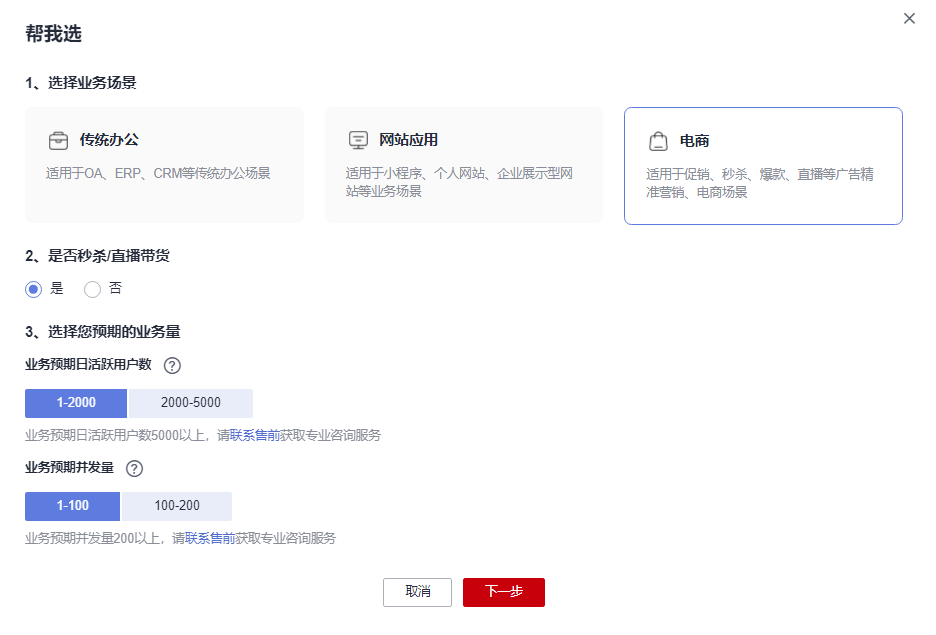 帮我选
1、选择业务场景
传统办公
适用于OA、ERP、CRM等传统办公场景
网站应用
适用于小程序、个人网站、企业展示型网
站等业务场景
电商
适用于促销、秒杀、爆款、直播等广告精
准营销、电商场景
2、是否秒杀/直播带货
是 否
3、选择您预期的业务量
业务预期日活跃用户数 ?
1-2000 2000-5000
业务预期日活跃用户数5000以上，请联系售前获取专业咨询服务
业务预期并发量 ?
1-100 100-200
业务预期并发量200以上，请联系售前获取专业咨询服务
取消 下一步